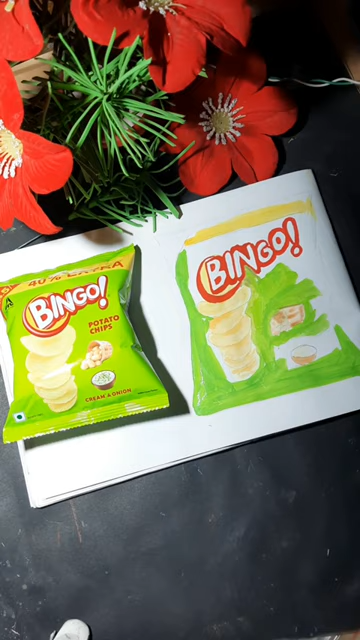 40% EXTRA
BINGO!
POTATO
CHIPS
CREAM & ONION
BINGO!